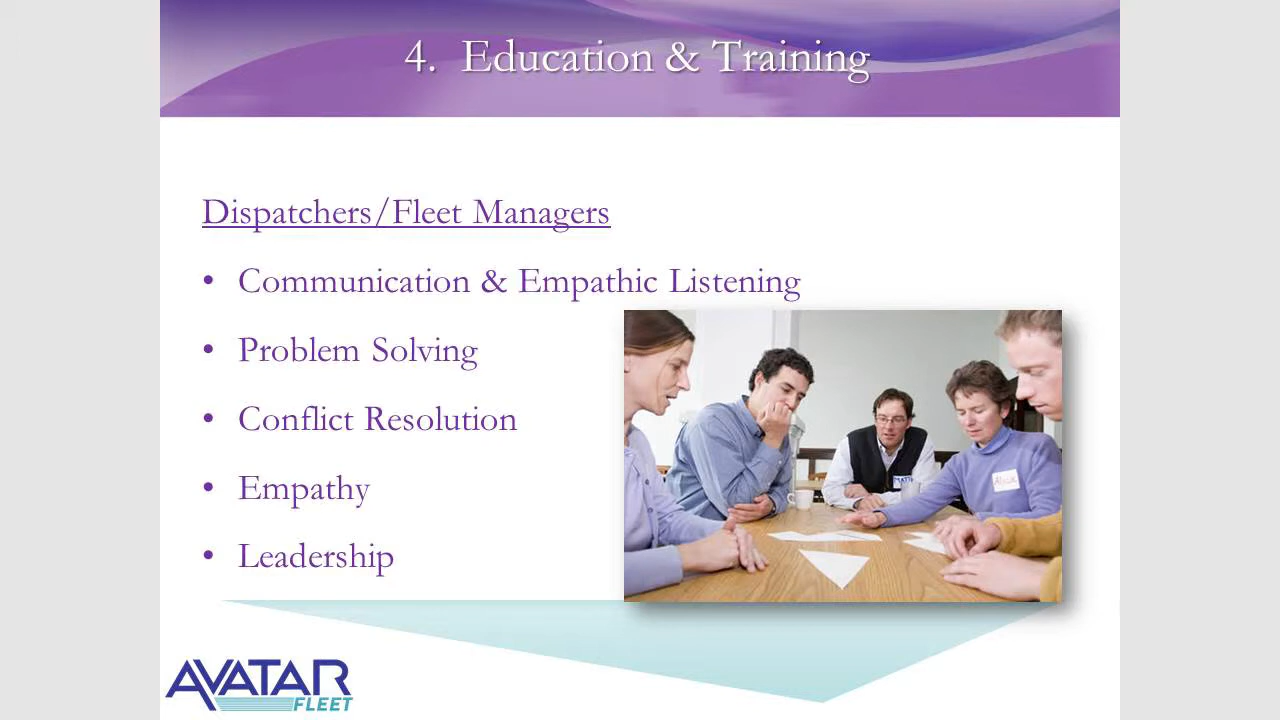 4. Education & Training
Dispatchers/Fleet Managers
• Communication & Empathic Listening
• Problem Solving
• Conflict Resolution
• Empathy
• Leadership
AVATAR
FLEET